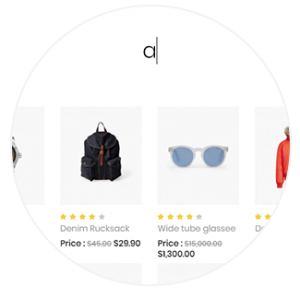 a
Denim Rucksack
Price : $45.00 $29.90
Wide tube glassee
Price : $15,000.00
$1,300.00